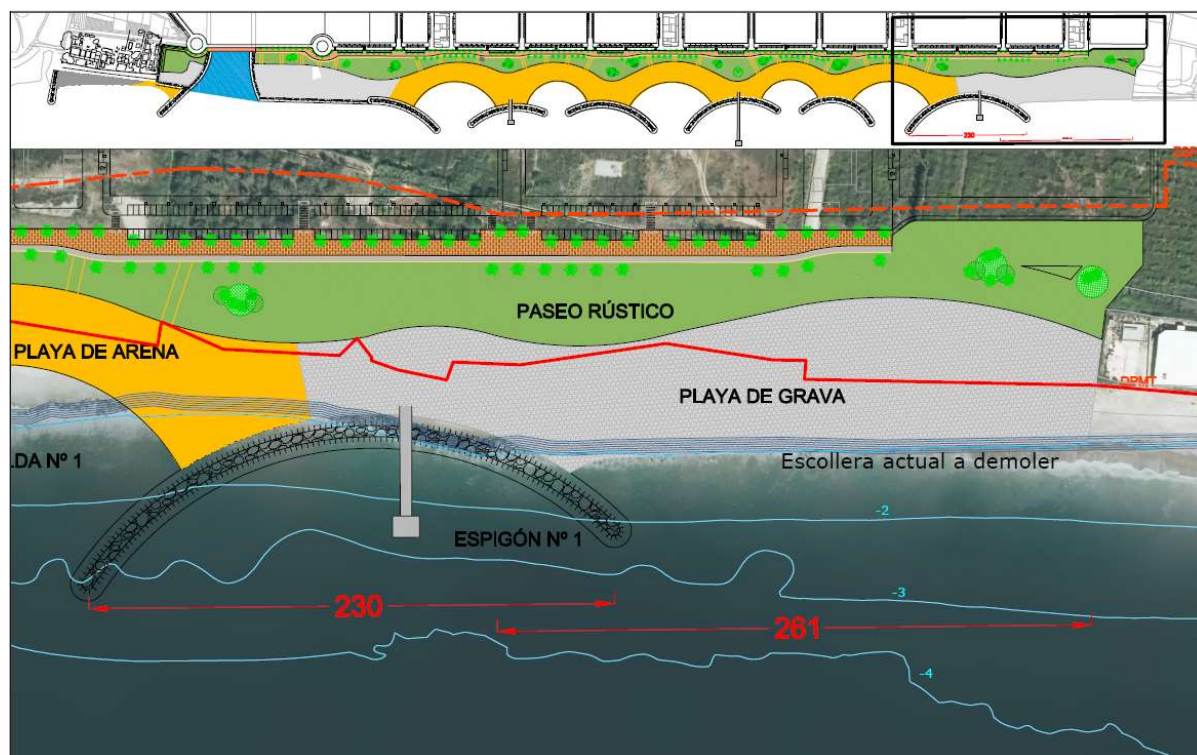 230
PASEO RÚSTICO
PLAYA DE ARENA
DPMT
PLAYA DE GRAVA
LDA Nº 1
Escollera actual a demoler
-2
ESPIGÓN Nº 1
-3
230
261
-4